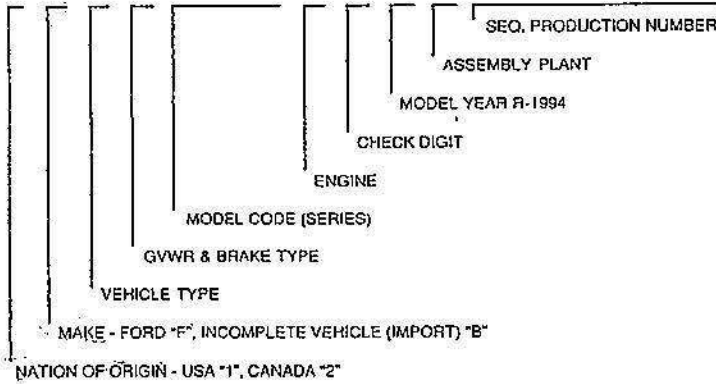 SEQ. PRODUCTION NUMBER
ASSEMBLY PLANT
MODEL YEAR R-1994
CHECK DIGIT
ENGINE
MODEL CODE (SERIES)
GVWR & BRAKE TYPE
VEHICLE TYPE
MAKE - FORD "F", INCOMPLETE VEHICLE (IMPORT) "B"
NATION OF ORIGIN - USA "1", CANADA "2"